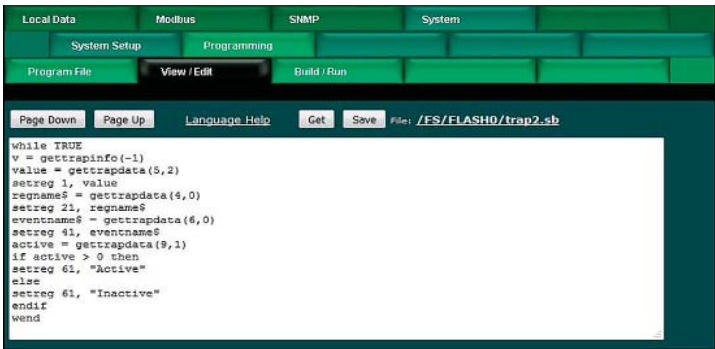 Local Data Modbus SNMP System
System Setup Programming
Program File View / Edit Build / Run
Page Down Page Up Language Help Get Save File: /FS/FLASH0/trap2.sb
while TRUE
v = gettrapinfo(-1)
value = gettrapdata(5,2)
setreg 1, value
regname$ = gettrapdata(4,0)
setreg 21, regname$
eventname$ = gettrapdata(6,0)
setreg 41, eventname$
active = gettrapdata(9,1)
if active > 0 then
setreg 61, "Active"
else
setreg 61, "Inactive"
endif
wend